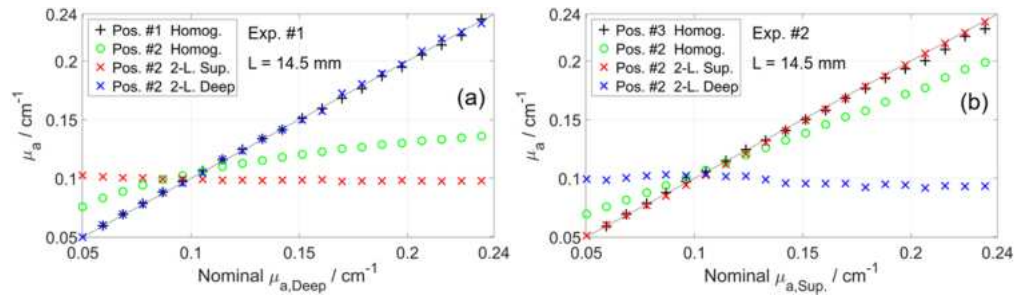 0.24
0.2
0.15
0.1
0.05
μa / cm-1
+ Pos. #1 Homog.
○ Pos. #2 Homog.
× Pos. #2 2-L. Sup.
× Pos. #2 2-L. Deep
Exp. #1
L = 14.5 mm
(a)
0.05 0.1 0.15 0.2 0.24
Nominal μa,Deep / cm-1
0.24
0.2
0.15
0.1
0.05
μa / cm-1
+ Pos. #3 Homog.
○ Pos. #2 Homog.
× Pos. #2 2-L. Sup.
× Pos. #2 2-L. Deep
Exp. #2
L = 14.5 mm
(b)
0.05 0.1 0.15 0.2 0.24
Nominal μa,Sup. / cm-1